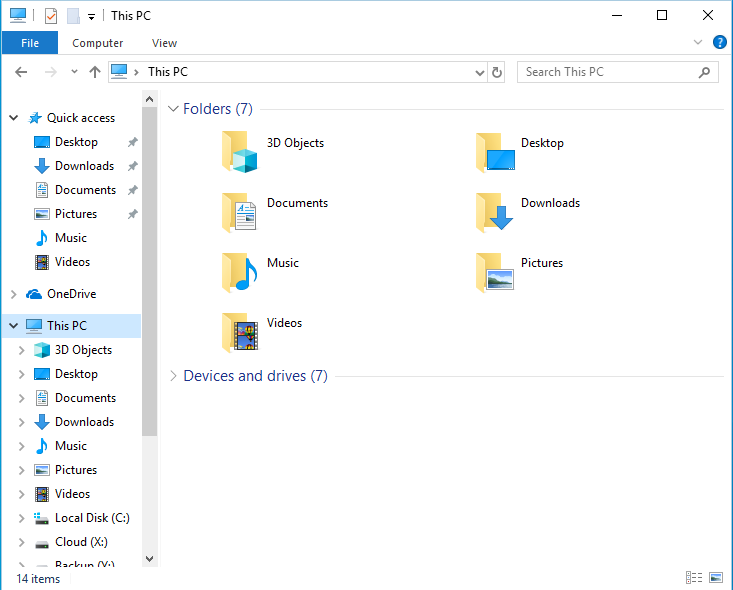 This PC
File Computer View
This PC
Search This PC
Quick access
Desktop
Downloads
Documents
Pictures
Music
Videos
OneDrive
This PC
3D Objects
Desktop
Documents
Downloads
Music
Pictures
Videos
Local Disk (C:)
Cloud (X:)
Backup (Y:)
Folders (7)
3D Objects
Desktop
Documents
Downloads
Music
Pictures
Videos
Devices and drives (7)
14 items